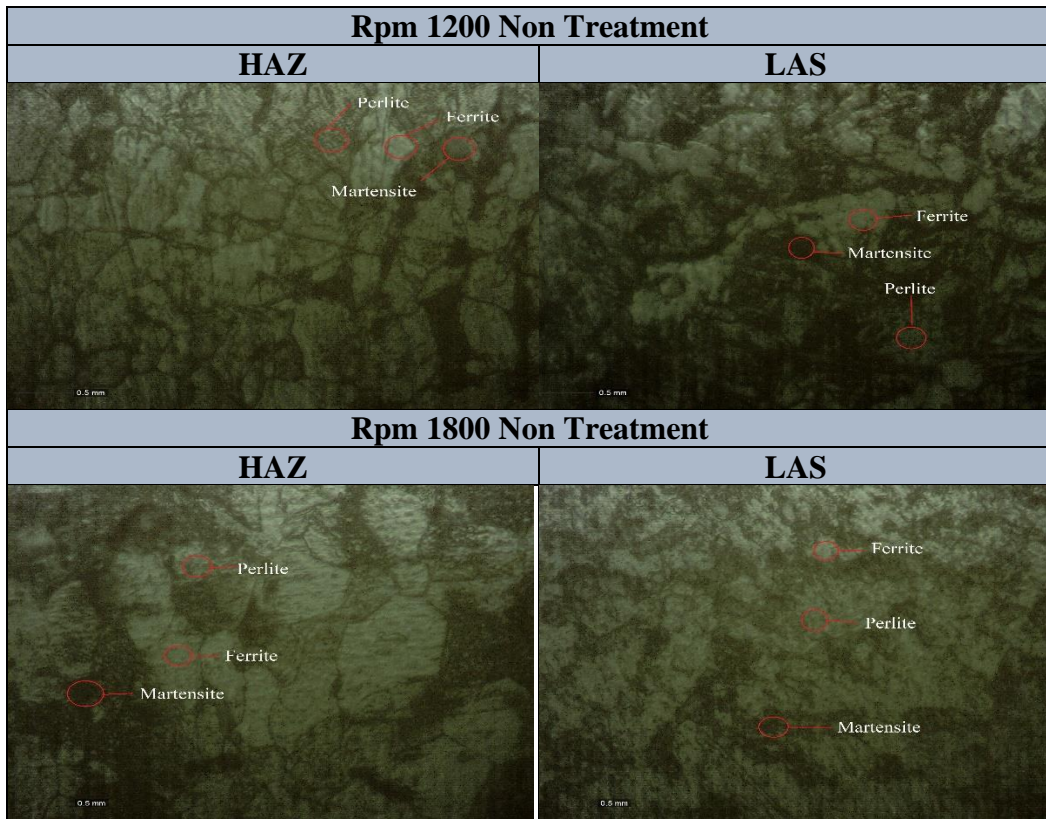 Rpm 1200 Non Treatment
HAZ LAS
Perlite
Ferrite
Martensite
0.5 mm
Ferrite
Martensite
Perlite
0.5 mm
Rpm 1800 Non Treatment
HAZ LAS
Perlite
Ferrite
Martensite
0.5 mm
Ferrite
Perlite
Martensite
0.5 mm